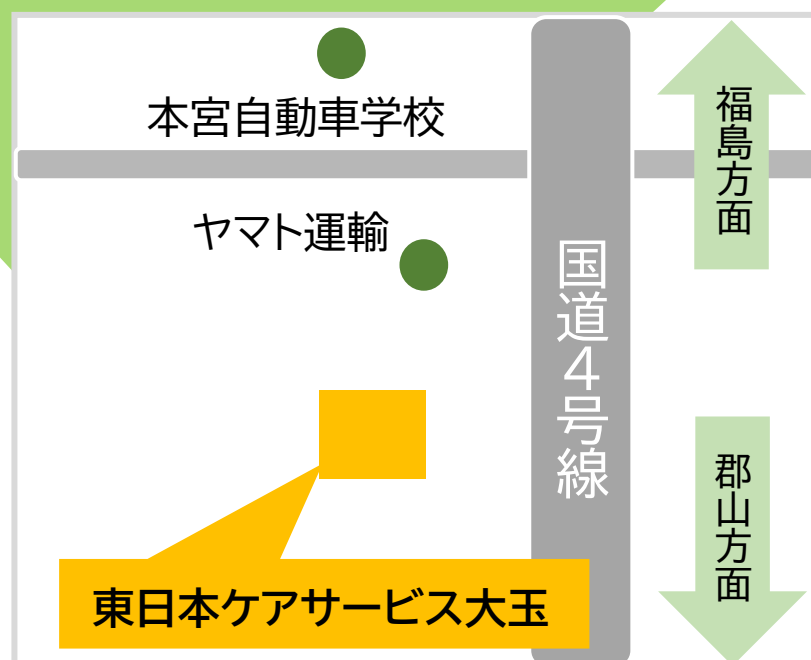 本宮自動車学校
ヤマト運輸
国道4号線
福島方面
郡山方面
東日本ケアサービス大玉